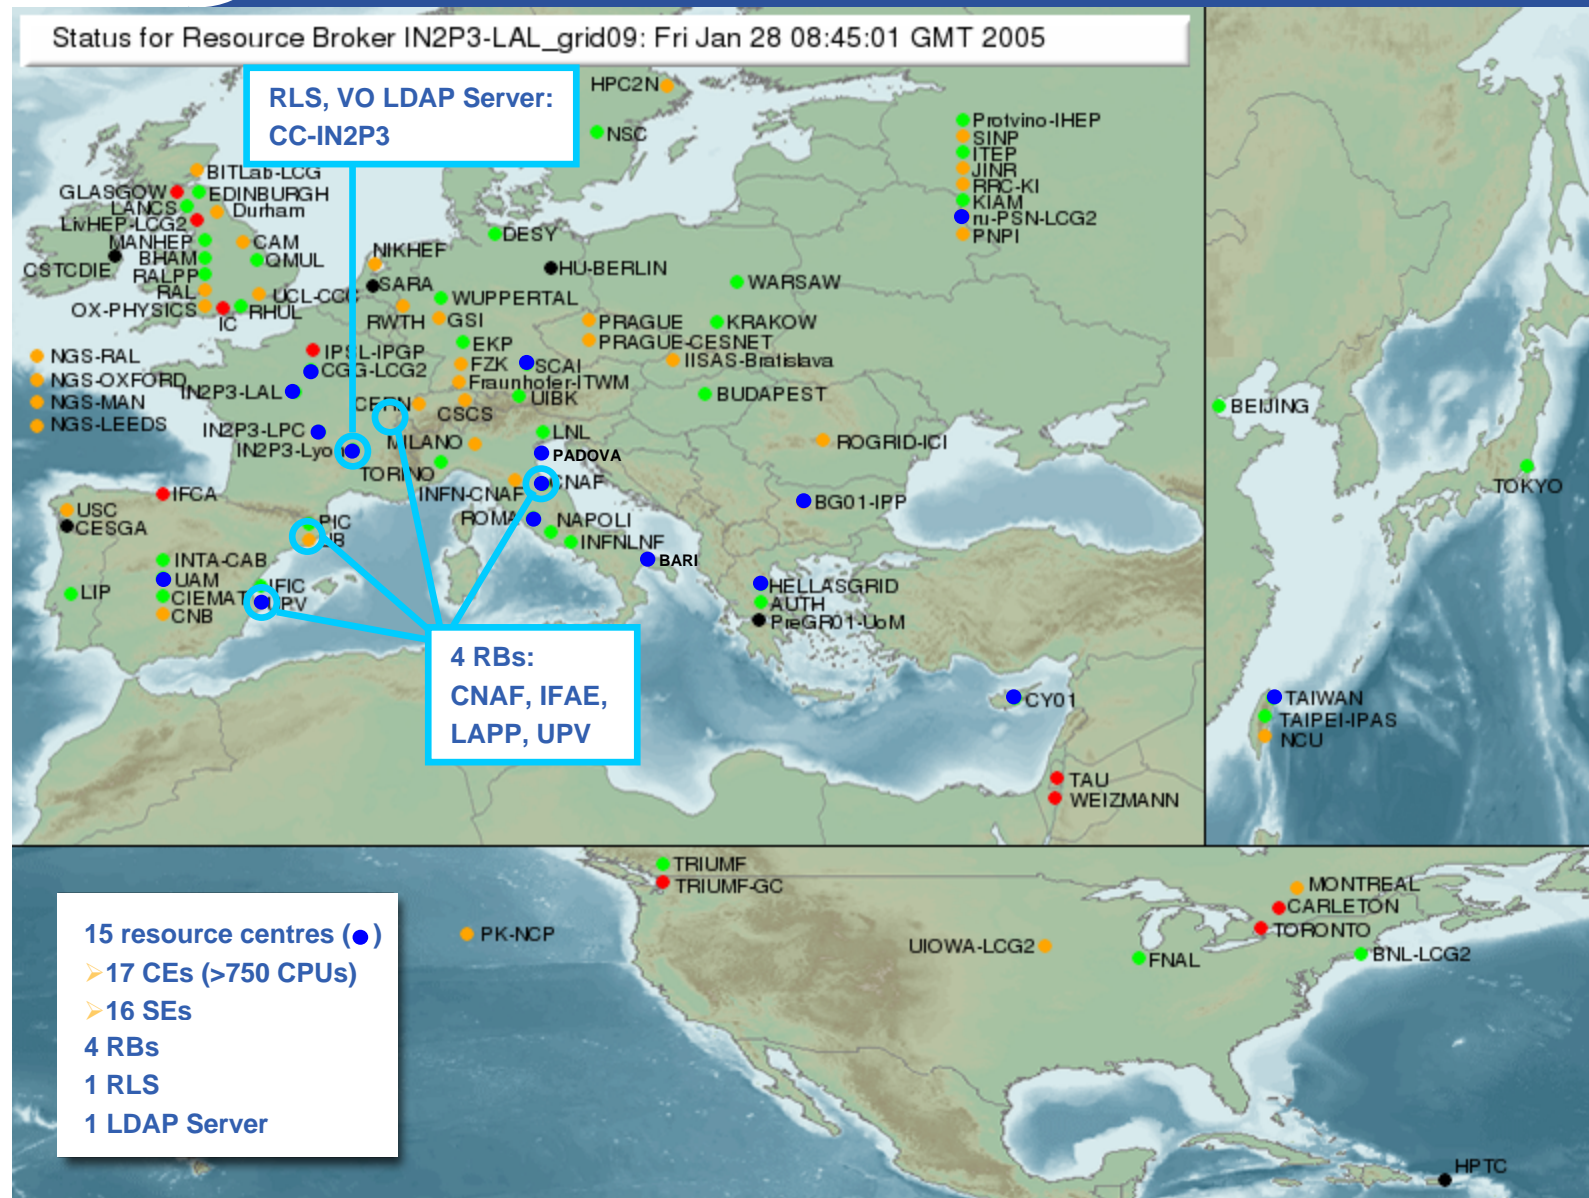 Status for Resource Broker IN2P3-LAL_grid09: Fri Jan 28 08:45:01 GMT 2005
RLS, VO LDAP Server:
CC-IN2P3
HPC2N
NSC
Protvino-IHEP
SINP
ITEP
JINR
RRC-KI
KIAM
ru-PSN-LCG2
PNPI
BITLab-LCG
GLASGOW
EDINBURGH
LANCS
Durham
LivHEP-LCG2
MANHEP
CAM
BHAM
QMUL
CSTCDIE
RALPP
RAL
UCL-CCC
OX-PHYSICS
IC
RHUL
DESY
NIKHEF
HU-BERLIN
SARA
WUPPERTAL
WARSAW
RWTH
GSI
PRAGUE
KRAKOW
EKP
PRAGUE-CESNET
IPSL-IPGP
NGS-RAL
CGG-LCG2
FZK
SCAI
IISAS-Bratislava
NGS-OXFORD
IN2P3-LAL
Fraunhofer-ITWM
UIBK
BUDAPEST
NGS-MAN
CERN
CSCS
NGS-LEEDS
IN2P3-LPC
LNL
IN2P3-Lyon
MILANO
ROGRID-ICI
PADOVA
TORINO
INFN-CNAF
CNAF
IFCA
BG01-IPP
USC
CESGA
PIC
UB
ROMA
NAPOLI
INFNLNF
BARI
INTA-CAB
UAM
IFIC
HELLASGRID
LIP
CIEMAT
UPV
AUTH
CNB
PreGR01-UoM
4 RBs:
CNAF, IFAE,
LAPP, UPV
CY01
TAU
WEIZMANN
BEIJING
TOKYO
TAIWAN
TAIPEI-IPAS
NCU
TRIUMF
TRIUMF-GC
MONTREAL
CARLETON
TORONTO
PK-NCP
UIOWA-LCG2
FNAL
BNL-LCG2
HPTC
15 resource centres ( )
17 CEs (>750 CPUs)
16 SEs
4 RBs
1 RLS
1 LDAP Server